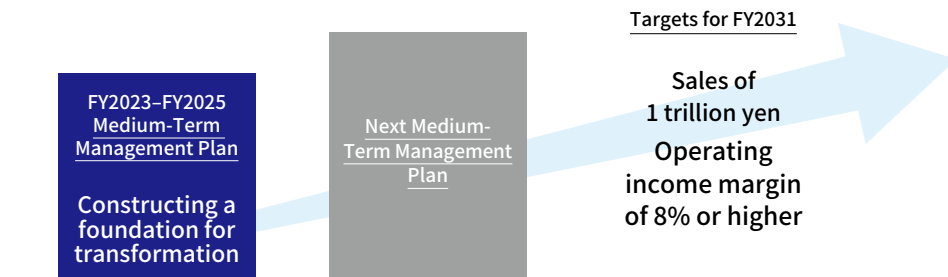 FY2023–FY2025
Medium-Term
Management Plan
Constructing a
foundation for
transformation
Next Medium-
Term Management
Plan
Targets for FY2031
Sales of
1 trillion yen
Operating
income margin
of 8% or higher